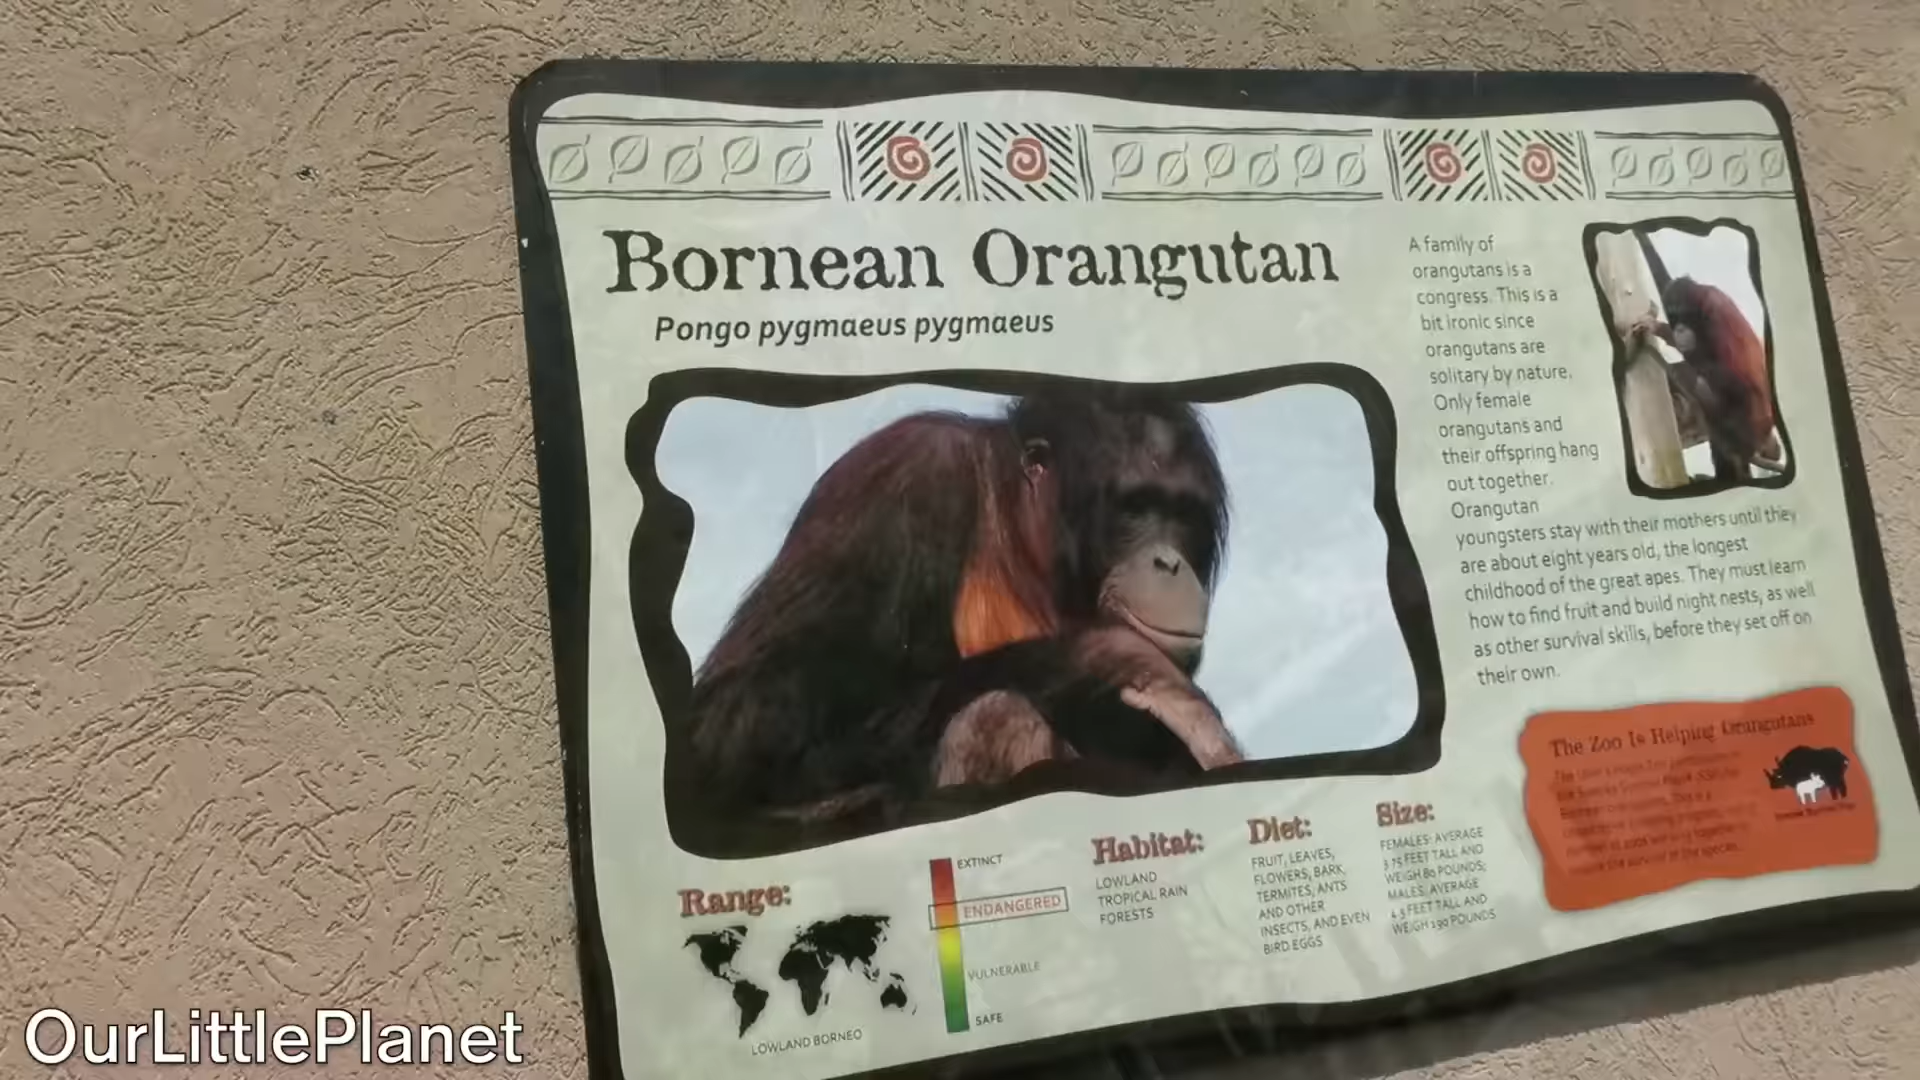 Bornean Orangutan
Pongo pygmaeus pygmaeus
A family of
orangutans is a
congress. This is a
bit ironic since
orangutans are
solitary by nature.
Only female
orangutans and
their offspring hang
out together.
Orangutan
youngsters stay with their mothers until they
are about eight years old, the longest
childhood of the great apes. They must learn
how to find fruit and build night nests, as well
as other survival skills, before they set off on
their own.
The Zoo Is Helping Orangutans
Range:
LOWLAND BORNEO
EXTINCT
ENDANGERED
VULNERABLE
SAFE
Habitat:
LOWLAND
TROPICAL RAIN
FORESTS
Diet:
FRUIT, LEAVES,
FLOWERS, BARK,
TERMITES, ANTS
AND OTHER
INSECTS, AND EVEN
BIRD EGGS
Size:
FEMALES: AVERAGE
3.75 FEET TALL AND
WEIGH 80 POUNDS;
MALES: AVERAGE
4.5 FEET TALL AND
WEIGH 190 POUNDS
OurLittlePlanet